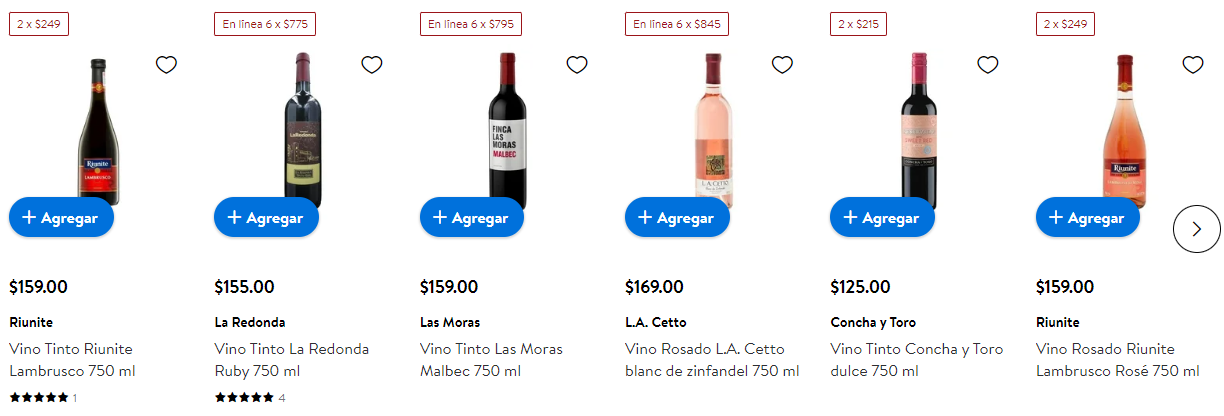 2 x $249
En línea 6 x $775
En línea 6 x $795
En línea 6 x $845
2 x $215
2 x $249
Riunite
LAMBRUSCO
LaRedonda
FINCA
LAS
MORAS
MALBEC
L.A. CETTO
Riunite
+ Agregar
+ Agregar
+ Agregar
+ Agregar
+ Agregar
+ Agregar
$159.00
Riunite
Vino Tinto Riunite
Lambrusco 750 ml
1
$155.00
La Redonda
Vino Tinto La Redonda
Ruby 750 ml
4
$159.00
Las Moras
Vino Tinto Las Moras
Malbec 750 ml
$169.00
L.A. Cetto
Vino Rosado L.A. Cetto
blanc de zinfandel 750 ml
$125.00
Concha y Toro
Vino Tinto Concha y Toro
dulce 750 ml
$159.00
Riunite
Vino Rosado Riunite
Lambrusco Rosé 750 ml